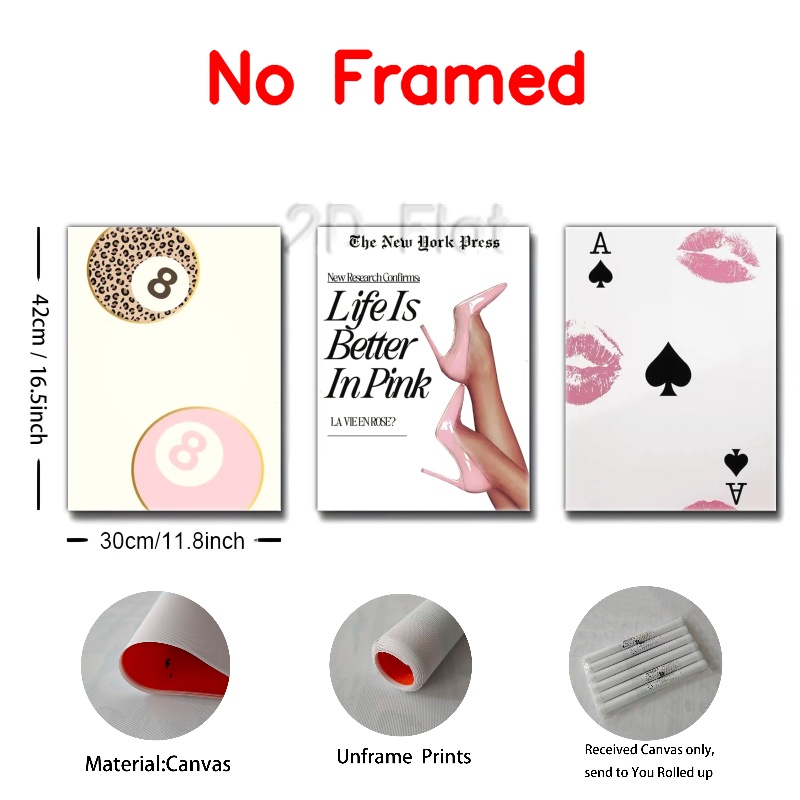 No Framed
2D Flat
42cm / 16.5inch
8
8
The New York Press
New Research Confirms:
Life Is
Better
In Pink
LA VIE EN ROSE?
A
A
30cm/11.8inch
Material:Canvas
Unframe Prints
Received Canvas only,
send to You Rolled up